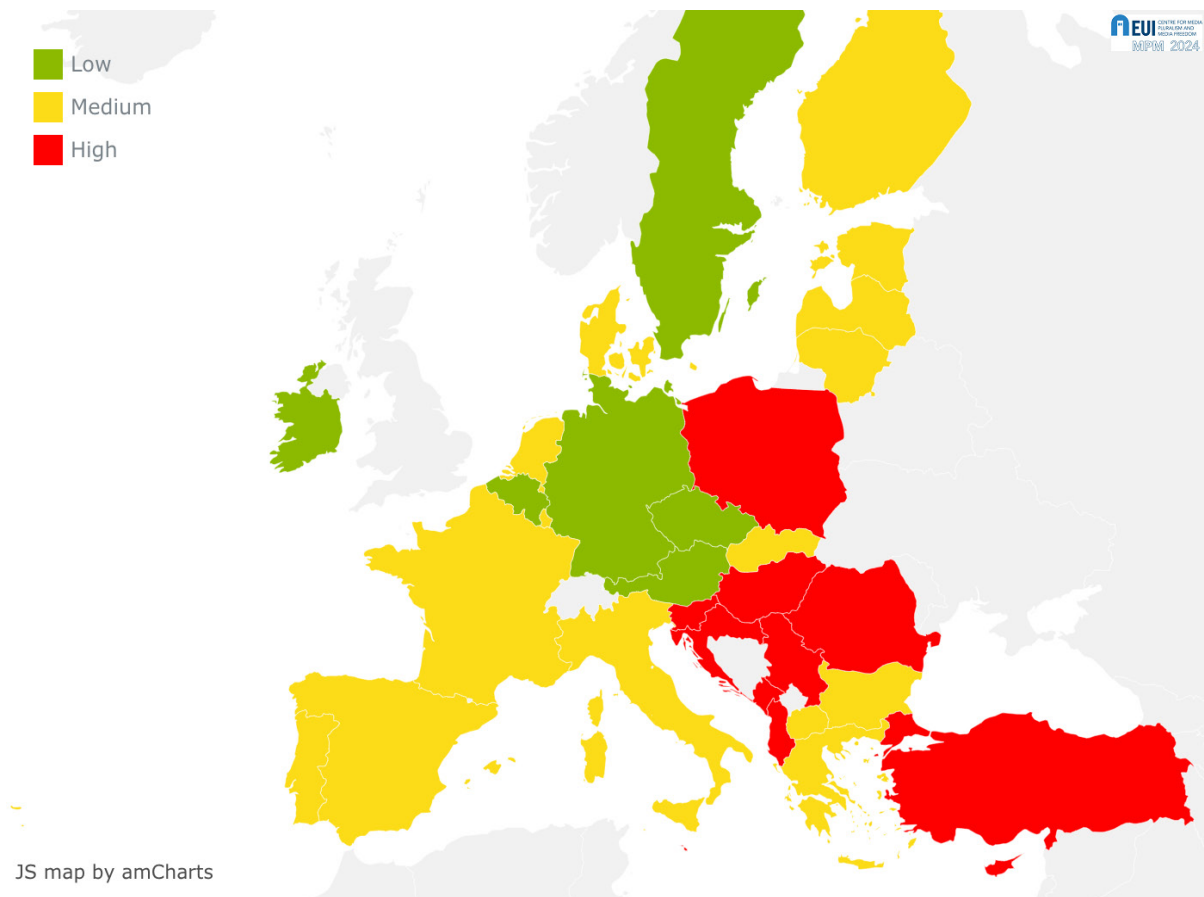 Low
Medium
High
EUI
CENTRE FOR MEDIA
PLURALISM AND
MEDIA FREEDOM
MPM 2024
JS map by amCharts